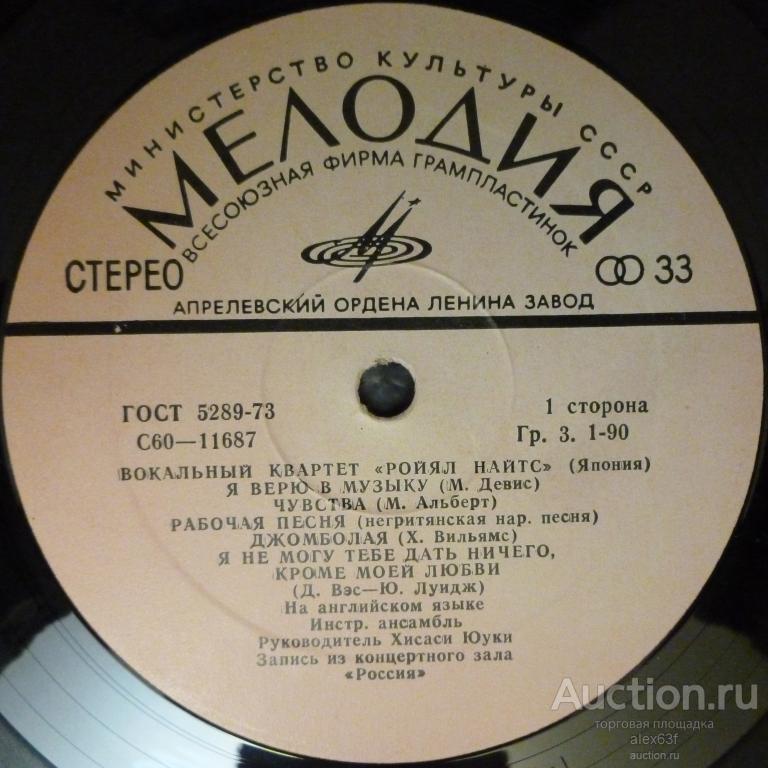 МИНИСТЕРСТВО КУЛЬТУРЫ СССР
МЕЛОДИЯ
ВСЕСОЮЗНАЯ ФИРМА ГРАМПЛАСТИНОК
СТЕРЕО
33
АПРЕЛЕВСКИЙ ОРДЕНА ЛЕНИНА ЗАВОД
ГОСТ 5289-73
1 сторона
С60—11687
Гр. 3. 1-90
ВОКАЛЬНЫЙ КВАРТЕТ «РОЙЯЛ НАЙТС» (Япония)
Я ВЕРЮ В МУЗЫКУ (М. Девис)
ЧУВСТВА (М. Альберт)
РАБОЧАЯ ПЕСНЯ (негритянская нар. песня)
ДЖОМБОЛАЯ (Х. Вильямс)
Я НЕ МОГУ ТЕБЕ ДАТЬ НИЧЕГО,
КРОМЕ МОЕЙ ЛЮБВИ
(Д. Вэс—Ю. Луидж)
На английском языке
Инстр. ансамбль
Руководитель Хисаси Юуки
Запись из концертного зала
«Россия»
Auction.ru
торговая площадка
alex63f
auction.ru